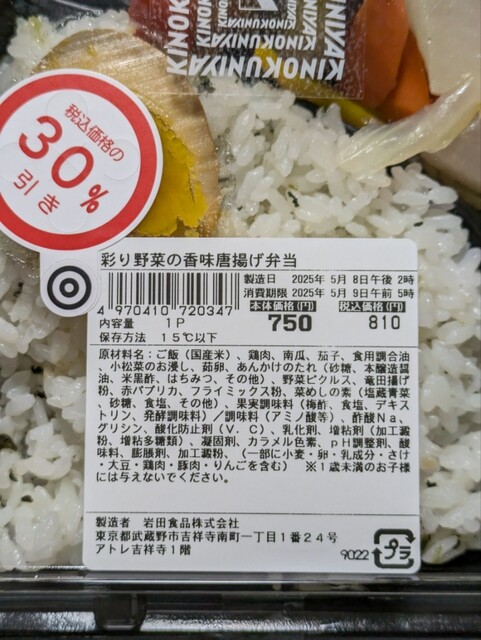 KINOKUNIYA
KINOKUNIYA
KINOKUNIYA
税込価格の
30%
引き
彩り野菜の香味唐揚げ弁当
製造日 2025年 5月 8日午後 2時
消費期限 2025年 5月 9日午前 5時
4 970410 720347
本体価格(円) 税込価格(円)
750 810
内容量 1P
保存方法 15℃以下
原材料名：ご飯（国産米）、鶏肉、南瓜、茄子、食用調合油
、小松菜のお浸し、茹卵、あんかけのたれ（砂糖、本醸造醤
油、米黒酢、はちみつ、その他）、野菜ピクルス、竜田揚げ
粉、赤パプリカ、フライミックス粉、菜めしの素（塩蔵青菜
、砂糖、食塩、その他）、果実調味料（梅酢、食塩、デキス
トリン、発酵調味料）／調味料（アミノ酸等）、酢酸Na、
グリシン、酸化防止剤（V．C）、乳化剤、増粘剤（加工澱
粉、増粘多糖類）、凝固剤、カラメル色素、pH調整剤、酸
味料、膨脹剤、加工澱粉、（一部に小麦・卵・乳成分・さけ
・大豆・鶏肉・豚肉・りんごを含む） ※1歳未満のお子様
には与えないでください。
製造者 岩田食品株式会社
東京都武蔵野市吉祥寺南町一丁目1番24号
アトレ吉祥寺1階
9022 プラ